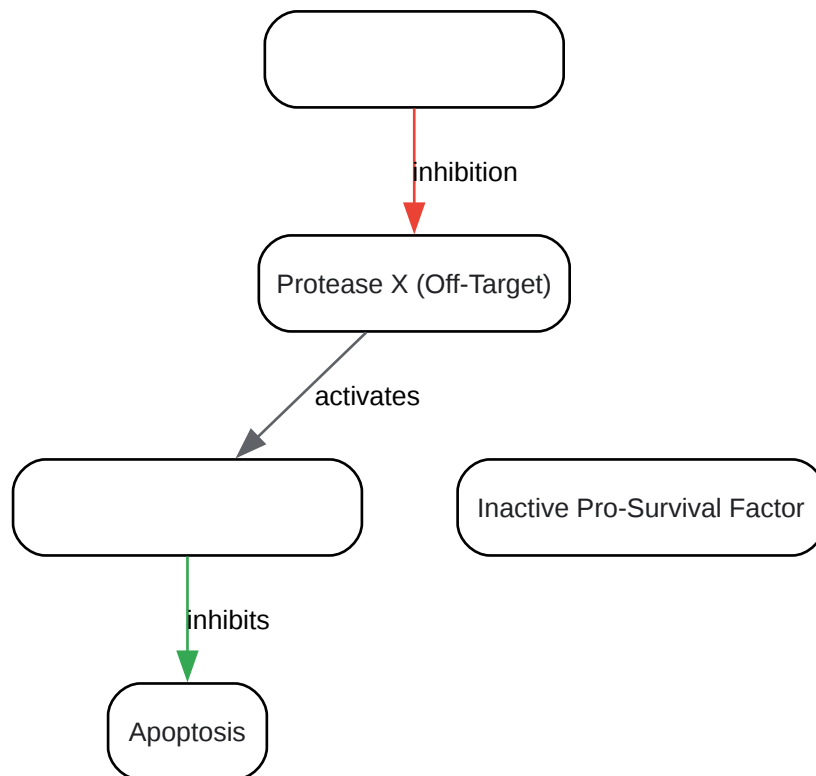 inhibition
Protease X (Off-Target)
activates
Inactive Pro-Survival Factor
inhibits
Apoptosis